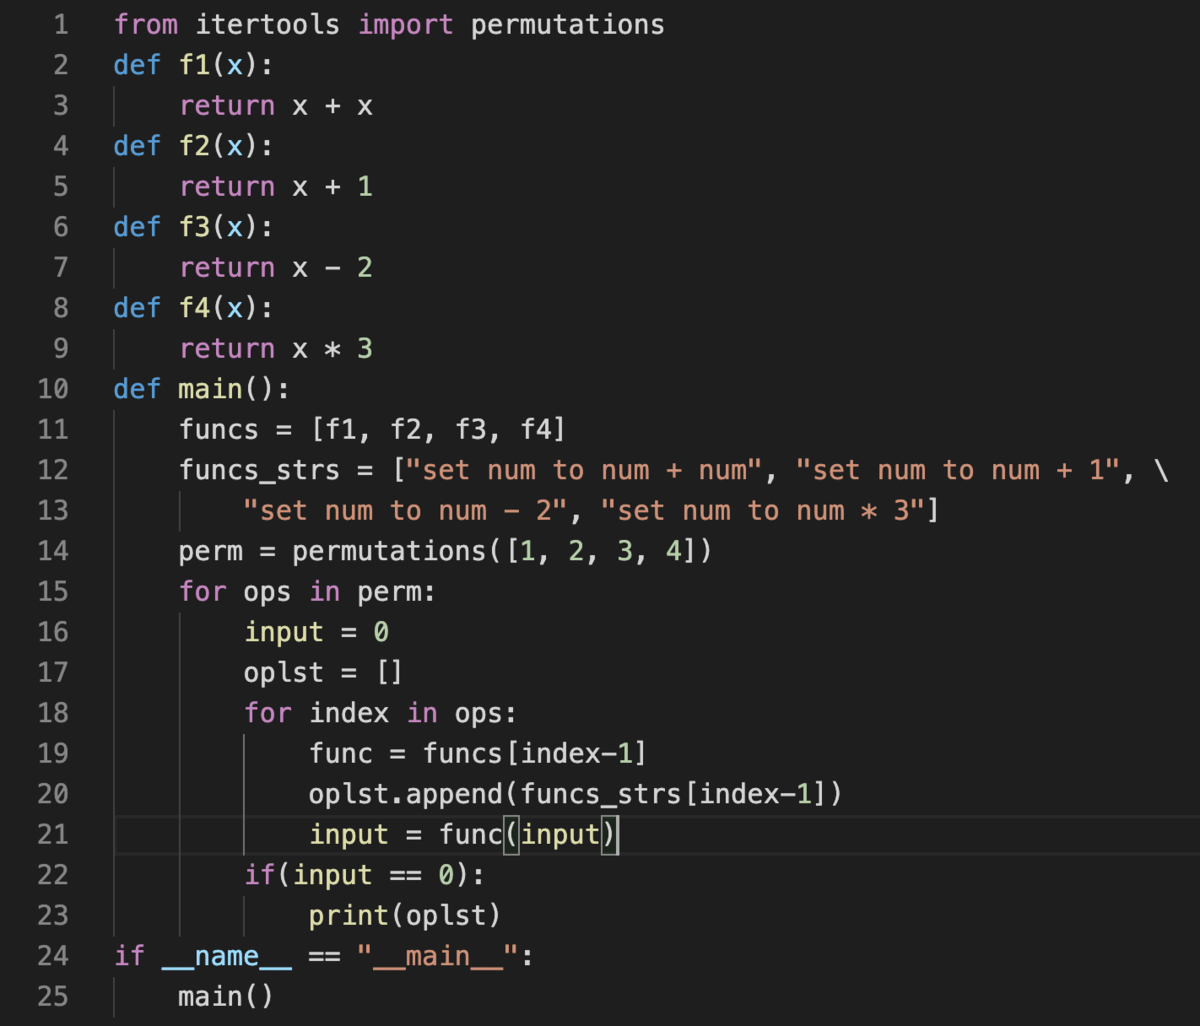 1 from itertools import permutations
2 def f1(x):
3     return x + x
4 def f2(x):
5     return x + 1
6 def f3(x):
7     return x - 2
8 def f4(x):
9     return x * 3
10 def main():
11     funcs = [f1, f2, f3, f4]
12     funcs_strs = ["set num to num + num", "set num to num + 1", \
13         "set num to num - 2", "set num to num * 3"]
14     perm = permutations([1, 2, 3, 4])
15     for ops in perm:
16         input = 0
17         oplst = []
18         for index in ops:
19             func = funcs[index-1]
20             oplst.append(funcs_strs[index-1])
21             input = func(input)
22         if(input == 0):
23             print(oplst)
24 if __name__ == "__main__":
25     main()